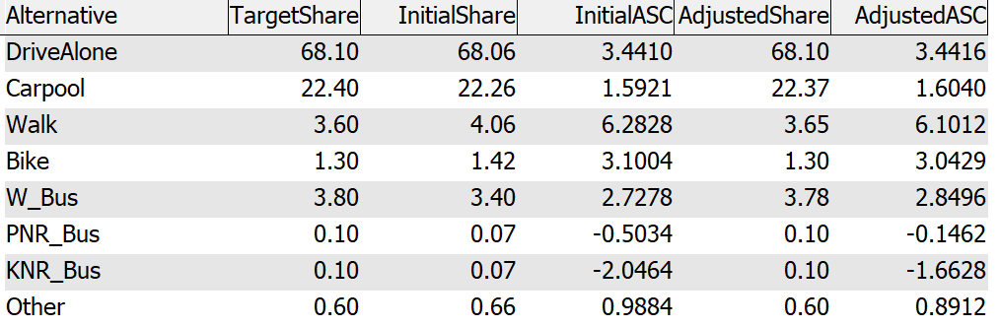 Alternative TargetShare InitialShare InitialASC AdjustedShare AdjustedASC
DriveAlone 68.10 68.06 3.4410 68.10 3.4416
Carpool 22.40 22.26 1.5921 22.37 1.6040
Walk 3.60 4.06 6.2828 3.65 6.1012
Bike 1.30 1.42 3.1004 1.30 3.0429
W_Bus 3.80 3.40 2.7278 3.78 2.8496
PNR_Bus 0.10 0.07 -0.5034 0.10 -0.1462
KNR_Bus 0.10 0.07 -2.0464 0.10 -1.6628
Other 0.60 0.66 0.9884 0.60 0.8912